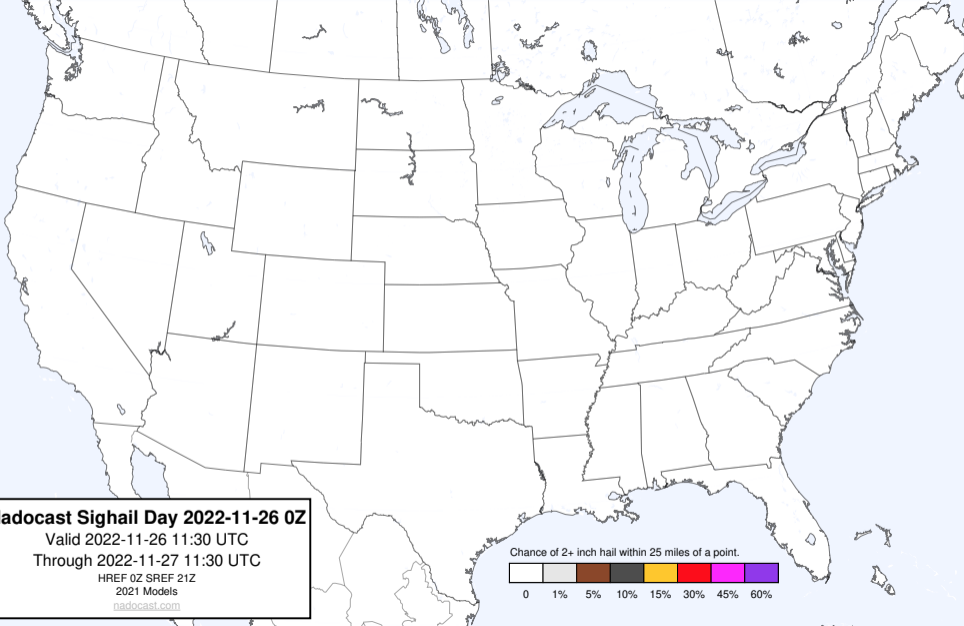 adocast Sighail Day 2022-11-26 0Z
Valid 2022-11-26 11:30 UTC
Through 2022-11-27 11:30 UTC
HREF 0Z SREF 21Z
2021 Models
nadocast.com
Chance of 2+ inch hail within 25 miles of a point.
0 1% 5% 10% 15% 30% 45% 60%